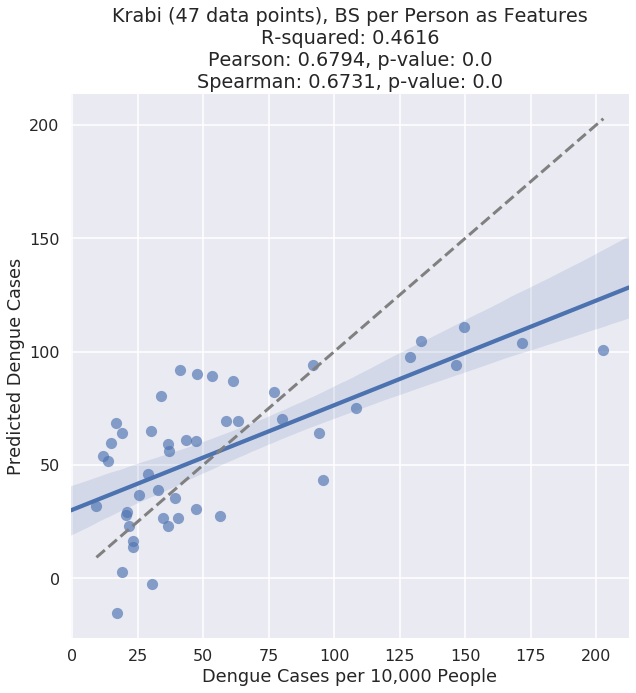 Krabi (47 data points), BS per Person as Features
R-squared: 0.4616
Pearson: 0.6794, p-value: 0.0
Spearman: 0.6731, p-value: 0.0
200
150
100
50
0
Predicted Dengue Cases
0 25 50 75 100 125 150 175 200
Dengue Cases per 10,000 People